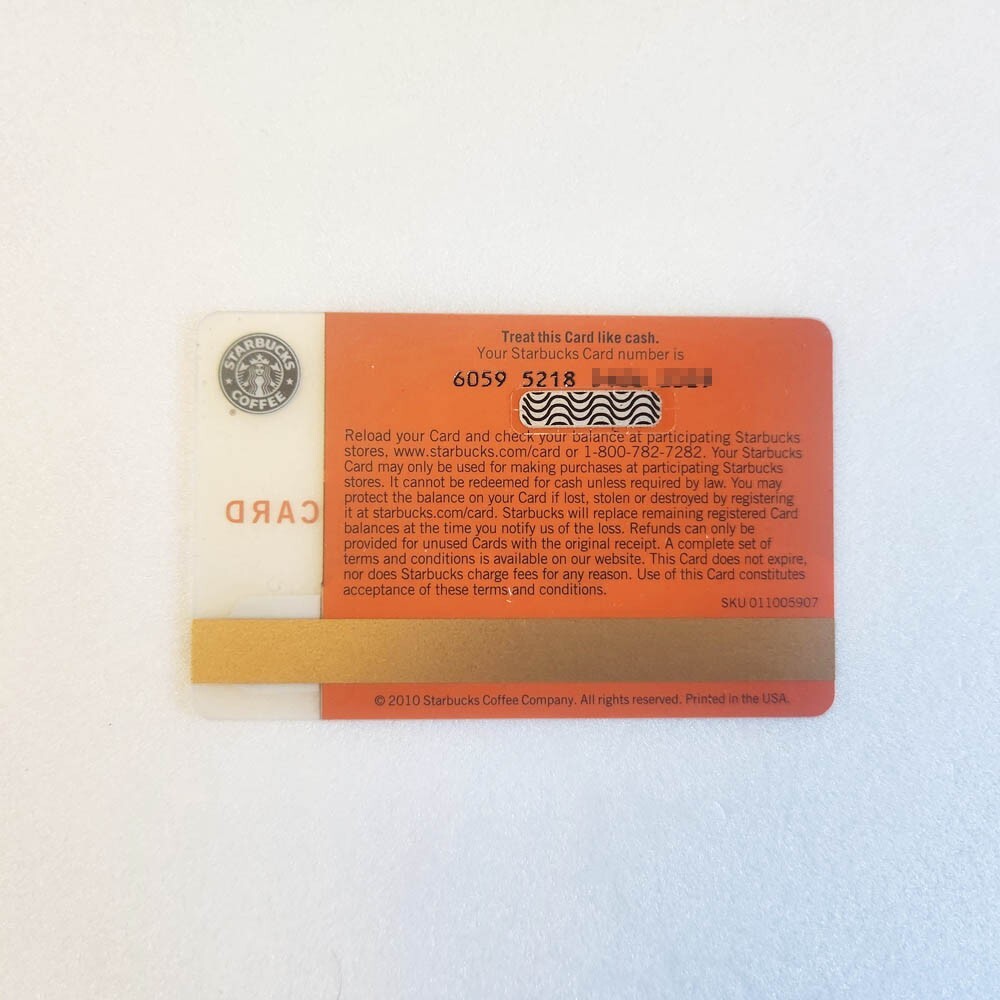 STARBUCKS
COFFEE
CARD
Treat this Card like cash.
Your Starbucks Card number is
6059 5218
Reload your Card and check your balance at participating Starbucks
stores, www.starbucks.com/card or 1-800-782-7282. Your Starbucks
Card may only be used for making purchases at participating Starbucks
stores. It cannot be redeemed for cash unless required by law. You may
protect the balance on your Card if lost, stolen or destroyed by registering
it at starbucks.com/card. Starbucks will replace remaining registered Card
balances at the time you notify us of the loss. Refunds can only be
provided for unused Cards with the original receipt. A complete set of
terms and conditions is available on our website. This Card does not expire,
nor does Starbucks charge fees for any reason. Use of this Card constitutes
acceptance of these terms and conditions.
SKU 011005907
© 2010 Starbucks Coffee Company. All rights reserved. Printed in the USA.